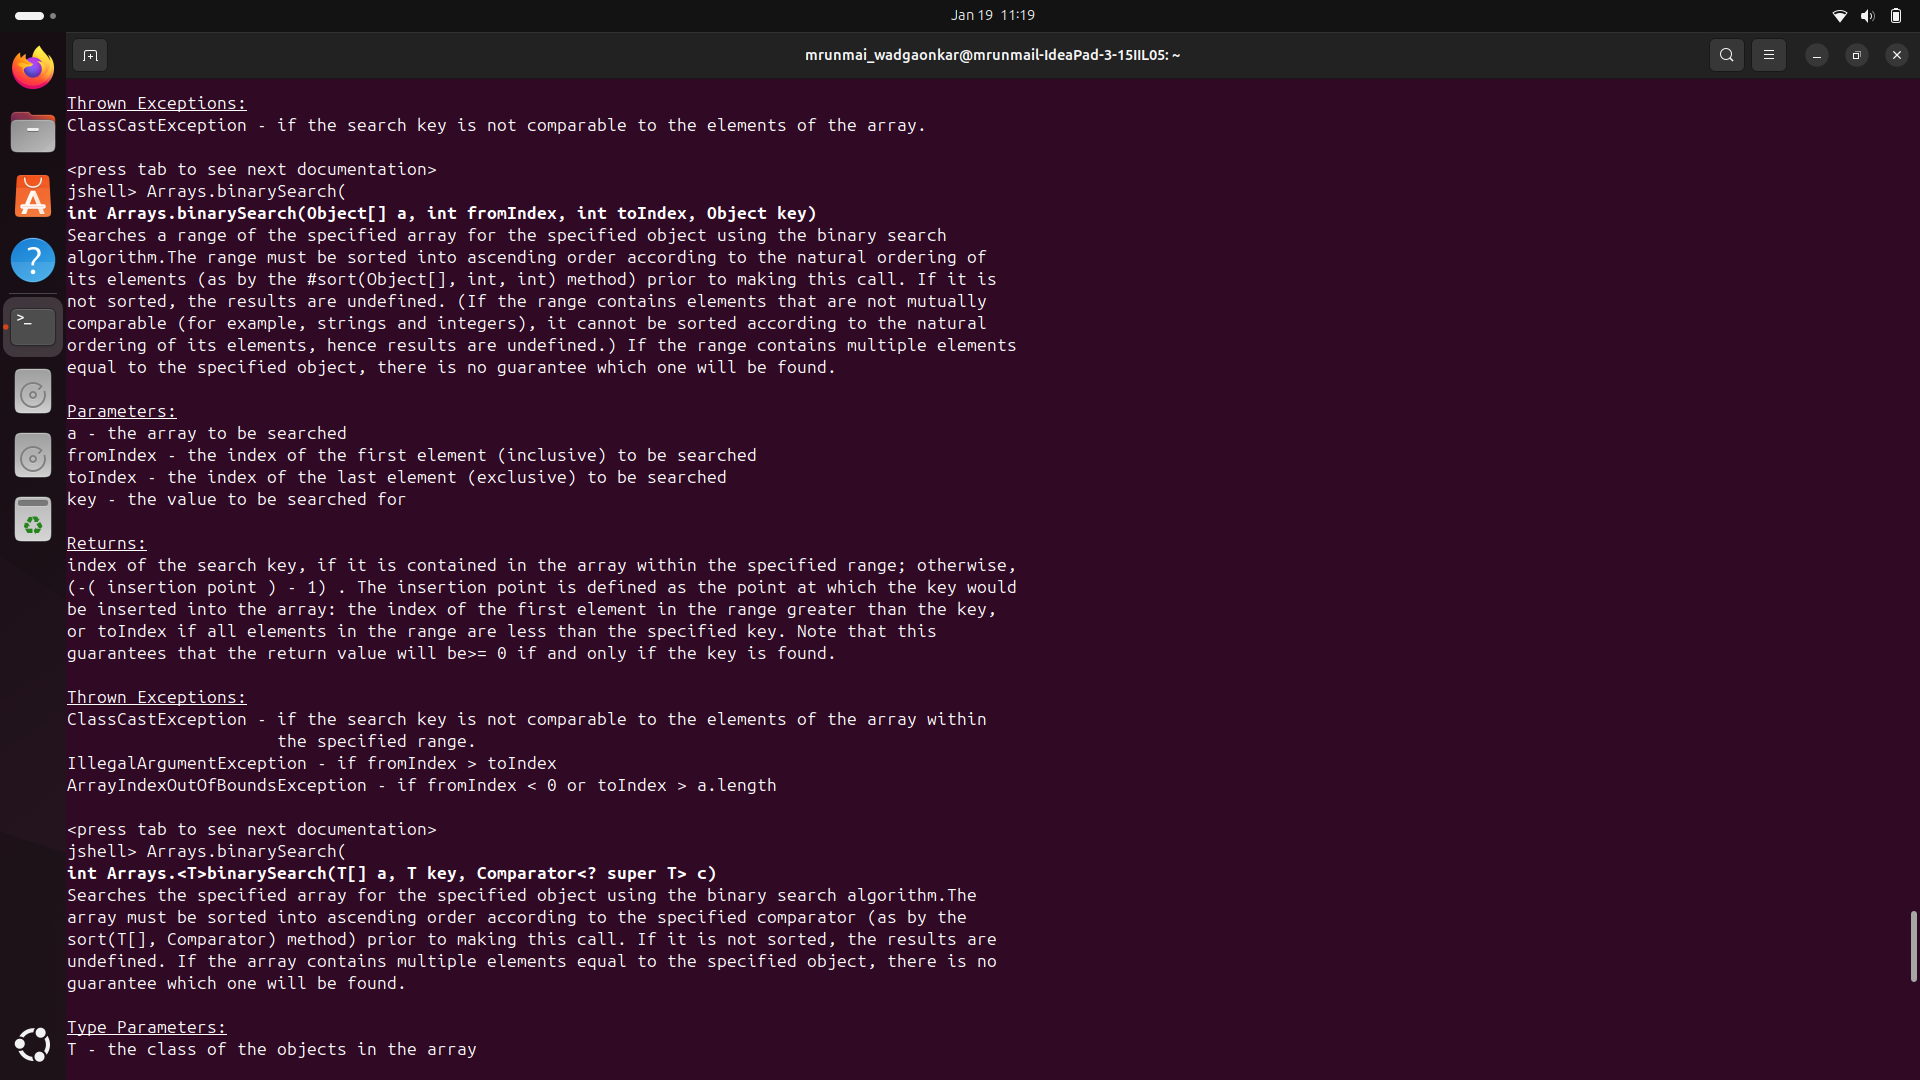 Jan 19 11:19
mrunmai_wadgaonkar@mrunmail-IdeaPad-3-15IIL05: ~
Thrown Exceptions:
ClassCastException - if the search key is not comparable to the elements of the array.
<press tab to see next documentation>
jshell> Arrays.binarySearch(
int Arrays.binarySearch(Object[] a, int fromIndex, int toIndex, Object key)
Searches a range of the specified array for the specified object using the binary search
algorithm.The range must be sorted into ascending order according to the natural ordering of
its elements (as by the #sort(Object[], int, int) method) prior to making this call. If it is
not sorted, the results are undefined. (If the range contains elements that are not mutually
comparable (for example, strings and integers), it cannot be sorted according to the natural
ordering of its elements, hence results are undefined.) If the range contains multiple elements
equal to the specified object, there is no guarantee which one will be found.
Parameters:
a - the array to be searched
fromIndex - the index of the first element (inclusive) to be searched
toIndex - the index of the last element (exclusive) to be searched
key - the value to be searched for
Returns:
index of the search key, if it is contained in the array within the specified range; otherwise,
(-( insertion point ) - 1) . The insertion point is defined as the point at which the key would
be inserted into the array: the index of the first element in the range greater than the key,
or toIndex if all elements in the range are less than the specified key. Note that this
guarantees that the return value will be>= 0 if and only if the key is found.
Thrown Exceptions:
ClassCastException - if the search key is not comparable to the elements of the array within
the specified range.
IllegalArgumentException - if fromIndex > toIndex
ArrayIndexOutOfBoundsException - if fromIndex < 0 or toIndex > a.length
<press tab to see next documentation>
jshell> Arrays.binarySearch(
int Arrays.<T>binarySearch(T[] a, T key, Comparator<? super T> c)
Searches the specified array for the specified object using the binary search algorithm.The
array must be sorted into ascending order according to the specified comparator (as by the
sort(T[], Comparator) method) prior to making this call. If it is not sorted, the results are
undefined. If the array contains multiple elements equal to the specified object, there is no
guarantee which one will be found.
Type Parameters:
T - the class of the objects in the array